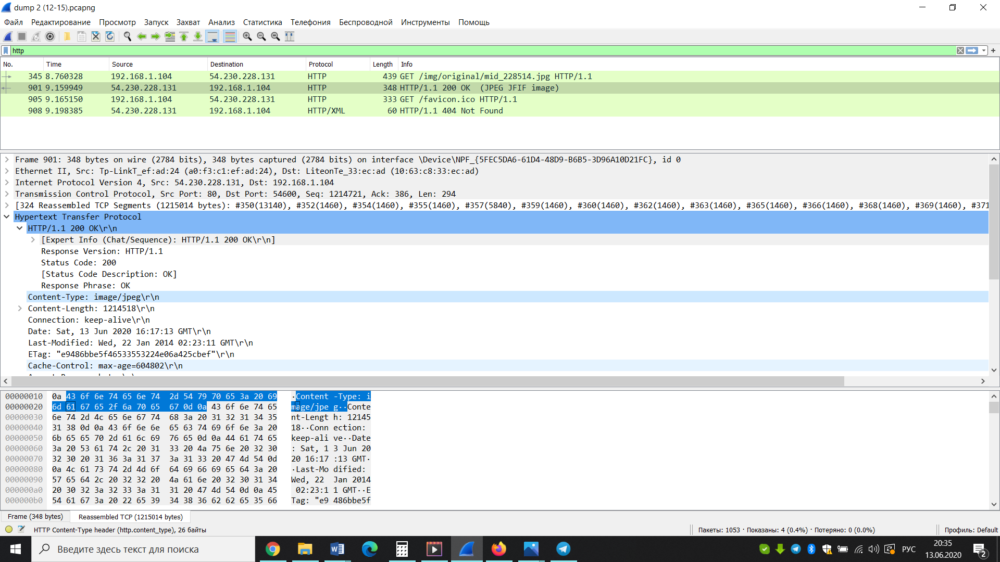 dump 2 (12-15).pcapng
Файл Редактирование Просмотр Запуск Захват Анализ Статистика Телефония Беспроводной Инструменты Помощь
http
No. Time Source Destination Protocol Length Info
345 8.760328 192.168.1.104 54.230.228.131 HTTP 439 GET /img/original/mid_228514.jpg HTTP/1.1
901 9.159949 54.230.228.131 192.168.1.104 HTTP 348 HTTP/1.1 200 OK (JPEG JFIF image)
905 9.165150 192.168.1.104 54.230.228.131 HTTP 333 GET /favicon.ico HTTP/1.1
908 9.198385 54.230.228.131 192.168.1.104 HTTP/XML 60 HTTP/1.1 404 Not Found
Frame 901: 348 bytes on wire (2784 bits), 348 bytes captured (2784 bits) on interface \Device\NPF_{5FEC5DA6-61D4-48D9-B6B5-3D96A10D21FC}, id 0
Ethernet II, Src: Tp-LinkT_ef:ad:24 (a0:f3:c1:ef:ad:24), Dst: LiteonTe_33:ec:ad (10:63:c8:33:ec:ad)
Internet Protocol Version 4, Src: 54.230.228.131, Dst: 192.168.1.104
Transmission Control Protocol, Src Port: 80, Dst Port: 54600, Seq: 1214721, Ack: 386, Len: 294
[324 Reassembled TCP Segments (1215014 bytes): #350(13140), #352(1460), #354(1460), #355(1460), #357(5840), #359(1460), #360(1460), #362(1460), #363(1460), #365(1460), #366(1460), #368(1460), #369(1460), #371
Hypertext Transfer Protocol
HTTP/1.1 200 OK\r\n
[Expert Info (Chat/Sequence): HTTP/1.1 200 OK\r\n]
Response Version: HTTP/1.1
Status Code: 200
[Status Code Description: OK]
Response Phrase: OK
Content-Type: image/jpeg\r\n
Content-Length: 1214518\r\n
Connection: keep-alive\r\n
Date: Sat, 13 Jun 2020 16:17:13 GMT\r\n
Last-Modified: Wed, 22 Jan 2014 02:23:11 GMT\r\n
ETag: "e9486bbe5f46533553224e06a425cbef"\r\n
Cache-Control: max-age=604802\r\n
00000010 0a 43 6f 6e 74 65 6e 74 2d 54 79 70 65 3a 20 69 ·Content -Type: i
00000020 6d 61 67 65 2f 6a 70 65 67 0d 0a 43 6f 6e 74 65 mage/jpe g··Conte
00000030 6e 74 2d 4c 65 6e 67 74 68 3a 20 31 32 31 34 35 nt-Lengt h: 12145
00000040 31 38 0d 0a 43 6f 6e 6e 65 63 74 69 6f 6e 3a 20 18··Conn ection:
00000050 6b 65 65 70 2d 61 6c 69 76 65 0d 0a 44 61 74 65 keep-ali ve··Date
00000060 3a 20 53 61 74 2c 20 31 33 20 4a 75 6e 20 32 30 : Sat, 1 3 Jun 20
00000070 32 30 20 31 36 3a 31 37 3a 31 33 20 47 4d 54 0d 20 16:17 :13 GMT·
00000080 0a 4c 61 73 74 2d 4d 6f 64 69 66 69 65 64 3a 20 ·Last-Mo dified:
00000090 57 65 64 2c 20 32 32 20 4a 61 6e 20 32 30 31 34 Wed, 22 Jan 2014
000000a0 20 30 32 3a 32 33 3a 31 31 20 47 4d 54 0d 0a 45 02:23:1 1 GMT··E
000000b0 54 61 67 3a 20 22 65 39 34 38 36 62 62 65 35 66 Tag: "e9 486bbe5f
Frame (348 bytes) Reassembled TCP (1215014 bytes)
HTTP Content-Type header (http.content_type), 26 байты Пакеты: 1053 · Показаны: 4 (0.4%) · Потеряно: 0 (0.0%) Профиль: Default
Введите здесь текст для поиска
РУС
20:35
13.06.2020
2